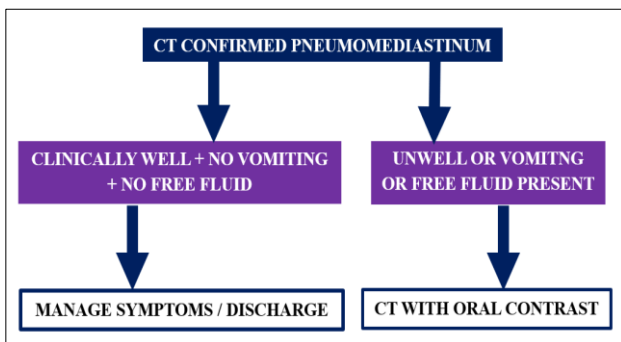 CT CONFIRMED PNEUMOMEDIASTINUM
CLINICALLY WELL + NO VOMITING
+ NO FREE FLUID
UNWELL OR VOMITNG
OR FREE FLUID PRESENT
MANAGE SYMPTOMS / DISCHARGE
CT WITH ORAL CONTRAST